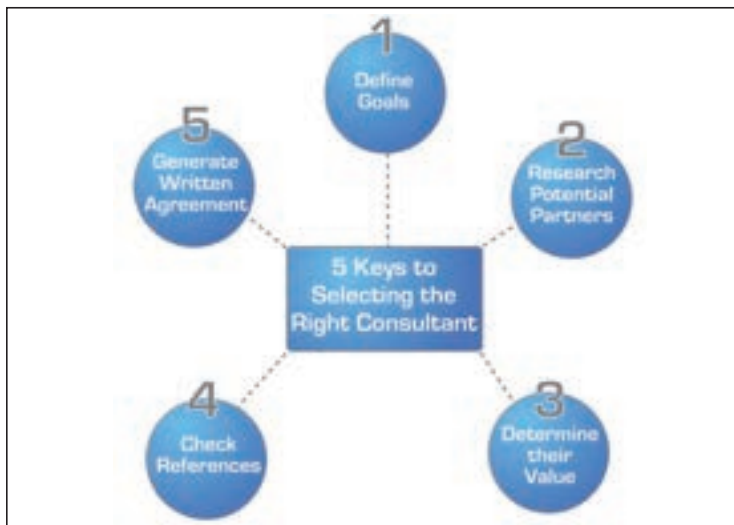 5 Keys to
Selecting the
Right Consultant
1
Define
Goals
2
Research
Potential
Partners
3
Determine
their
Value
4
Check
References
5
Generate
Written
Agreement